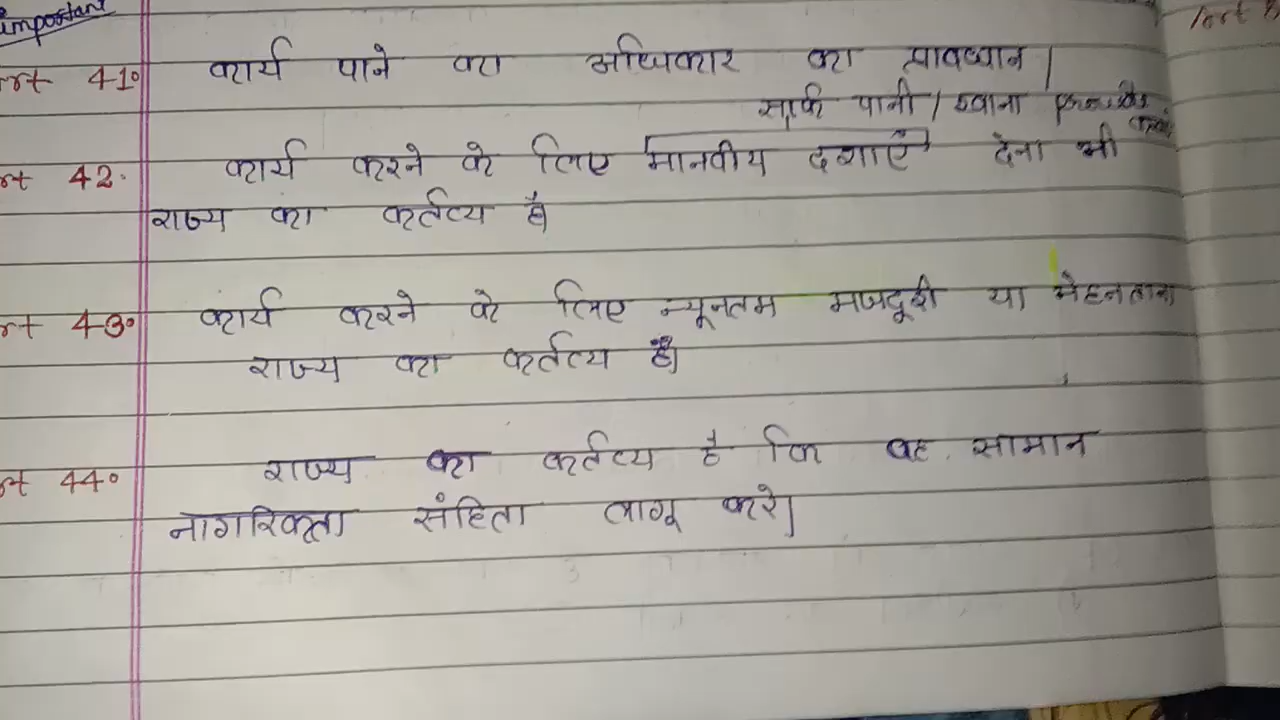 important
Art 41. कार्य पाने का अधिकार का प्रावधान।
साफ पानी / खाना provide
Art 42. कार्य करने के लिए मानवीय दशाएँ देना भी
राज्य का कर्तव्य है।
Art 43. कार्य करने के लिए न्यूनतम मजदूरी या मेहनताना
राज्य का कर्तव्य है।
Art 44. राज्य का कर्तव्य है कि वह सामान
नागरिकता संहिता लागू करे।